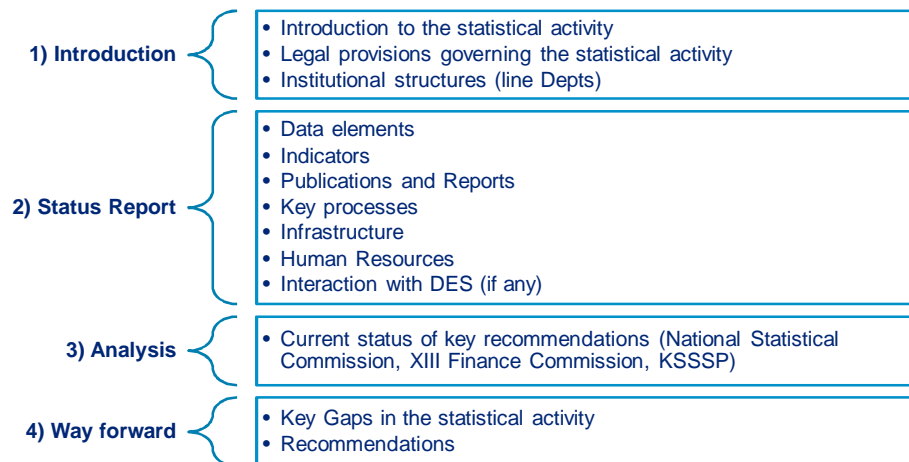 1) Introduction
• Introduction to the statistical activity
• Legal provisions governing the statistical activity
• Institutional structures (line Depts)
2) Status Report
• Data elements
• Indicators
• Publications and Reports
• Key processes
• Infrastructure
• Human Resources
• Interaction with DES (if any)
3) Analysis
• Current status of key recommendations (National Statistical
Commission, XIII Finance Commission, KSSSP)
4) Way forward
• Key Gaps in the statistical activity
• Recommendations